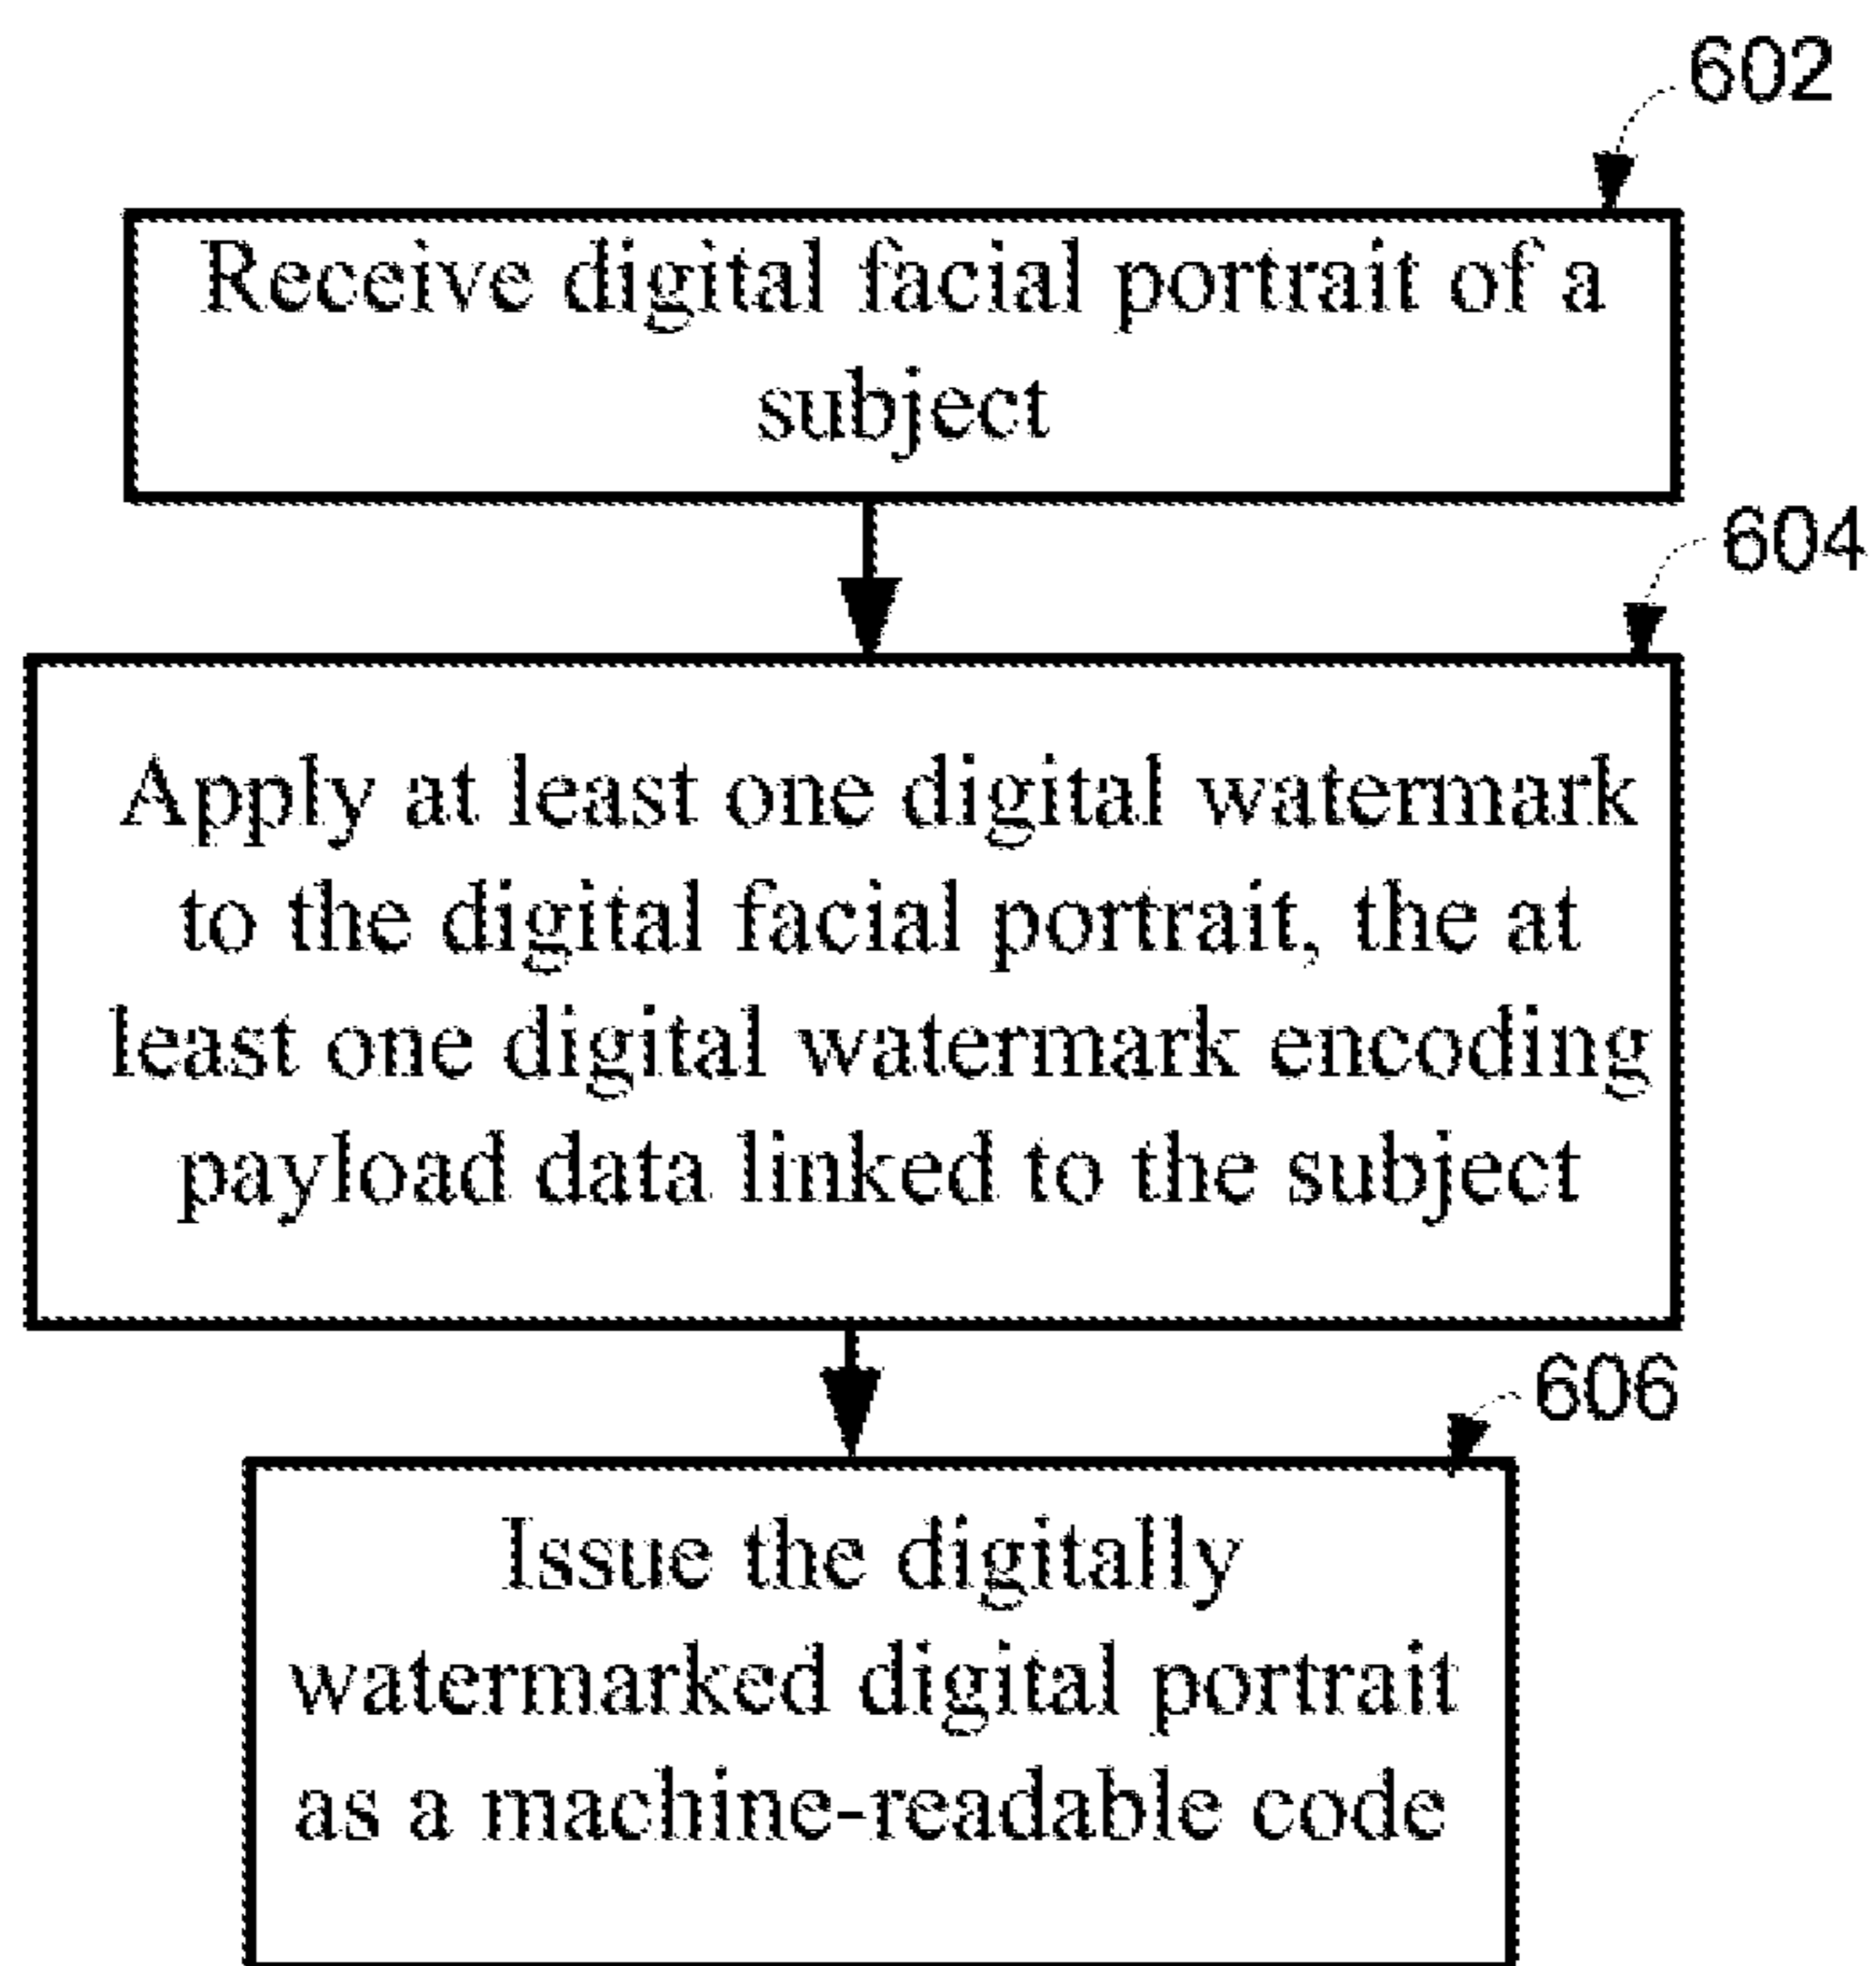 602
Receive digital facial portrait of a
subject
604
Apply at least one digital watermark
to the digital facial portrait, the at
least one digital watermark encoding
payload data linked to the subject
606
Issue the digitally
watermarked digital portrait
as a machine-readable code